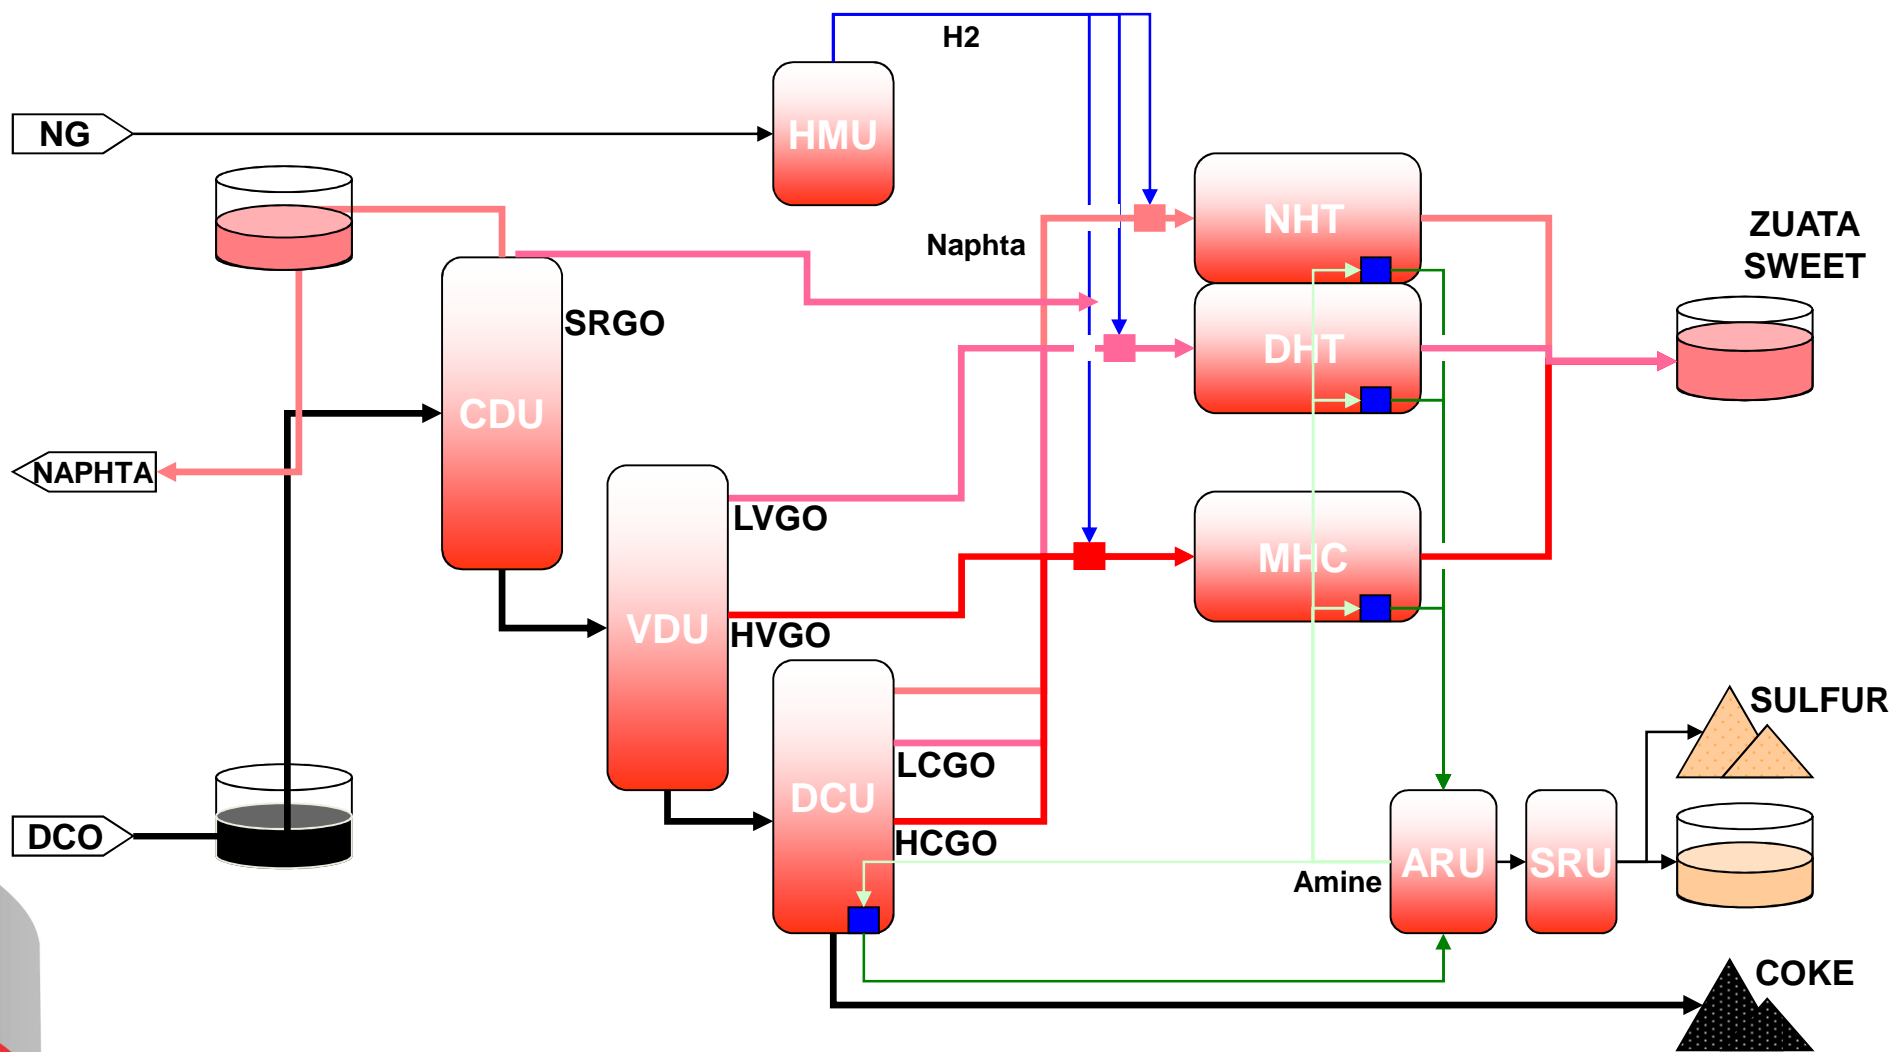 H2
NG
HMU
NHT
ZUATA
SWEET
Naphta
SRGO
DHT
CDU
NAPHTA
LVGO
MHC
VDU
HVGO
SULFUR
LCGO
DCU
DCO
HCGO
ARU
SRU
Amine
COKE